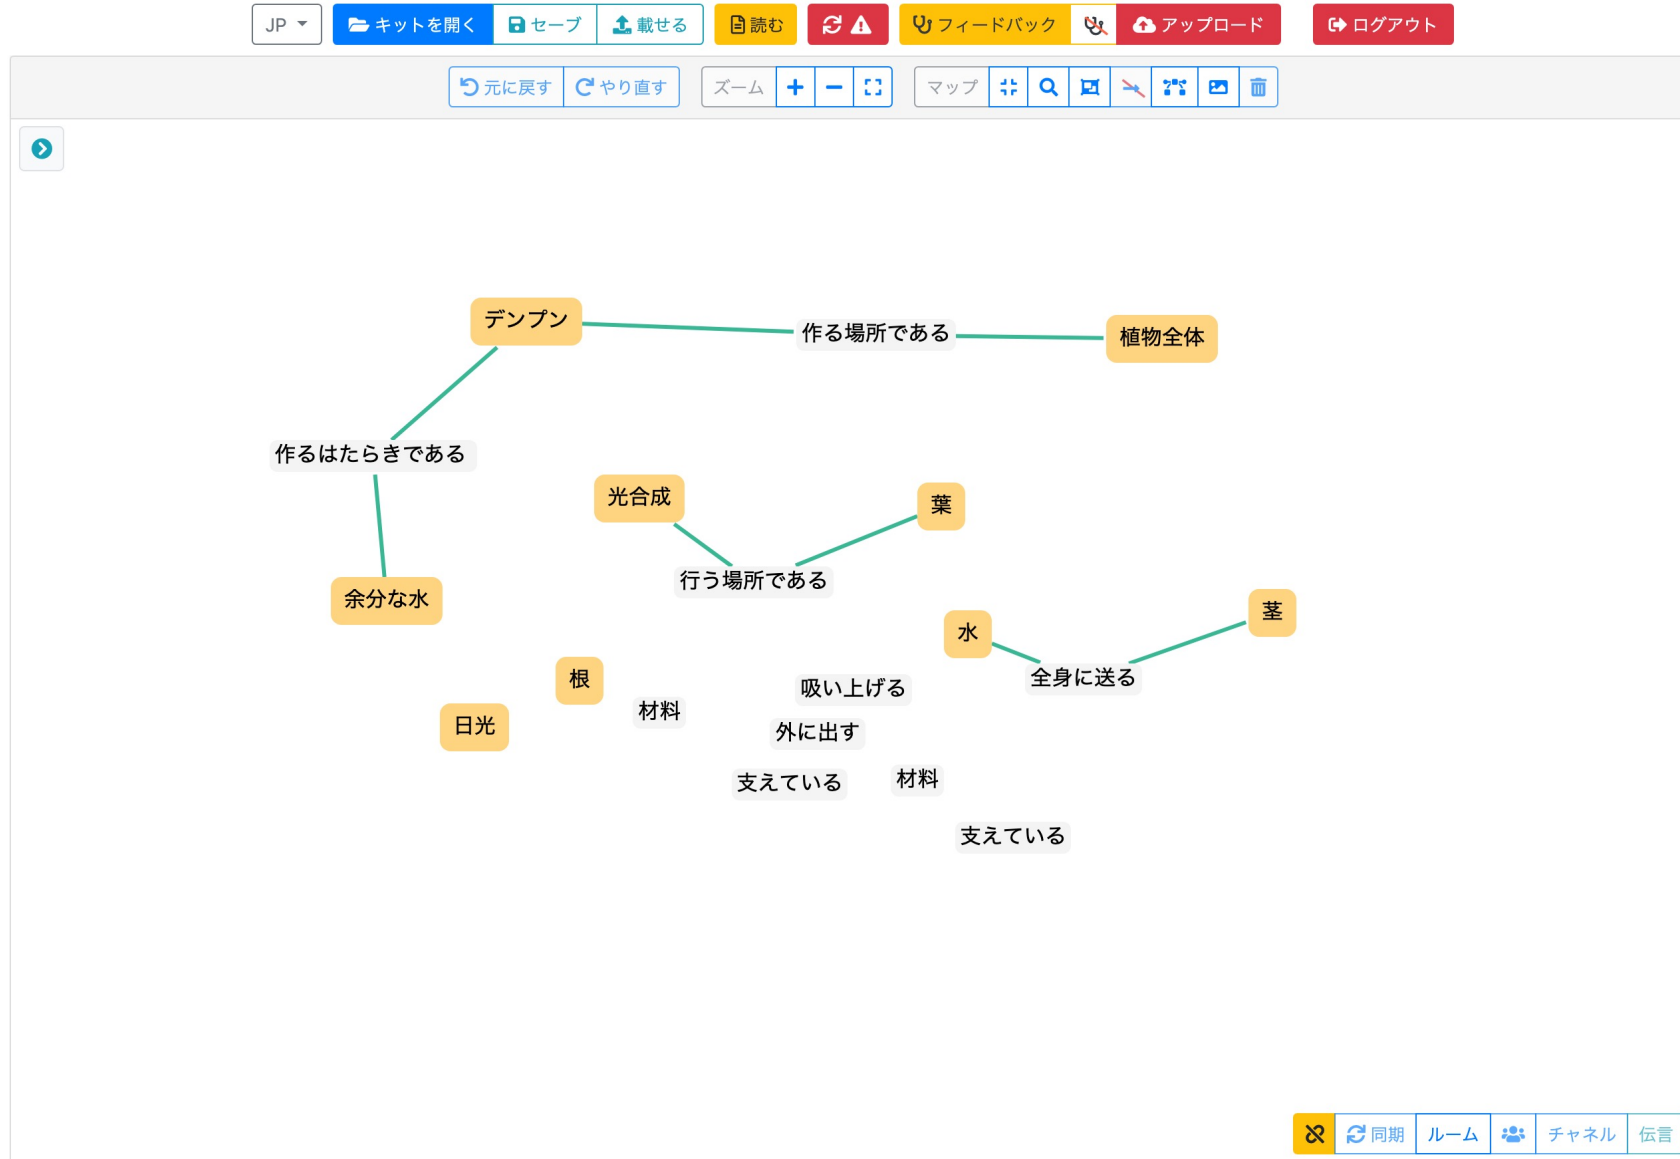 JP キットを開く セーブ 載せる 読む フィードバック アップロード ログアウト
元に戻す やり直す ズーム マップ
デンプン 作る場所である 植物全体
作るはたらきである
光合成 葉
行う場所である
余分な水
水 茎
全身に送る
根 吸い上げる
材料
日光 外に出す
支えている 材料
支えている
同期 ルーム チャネル 伝言